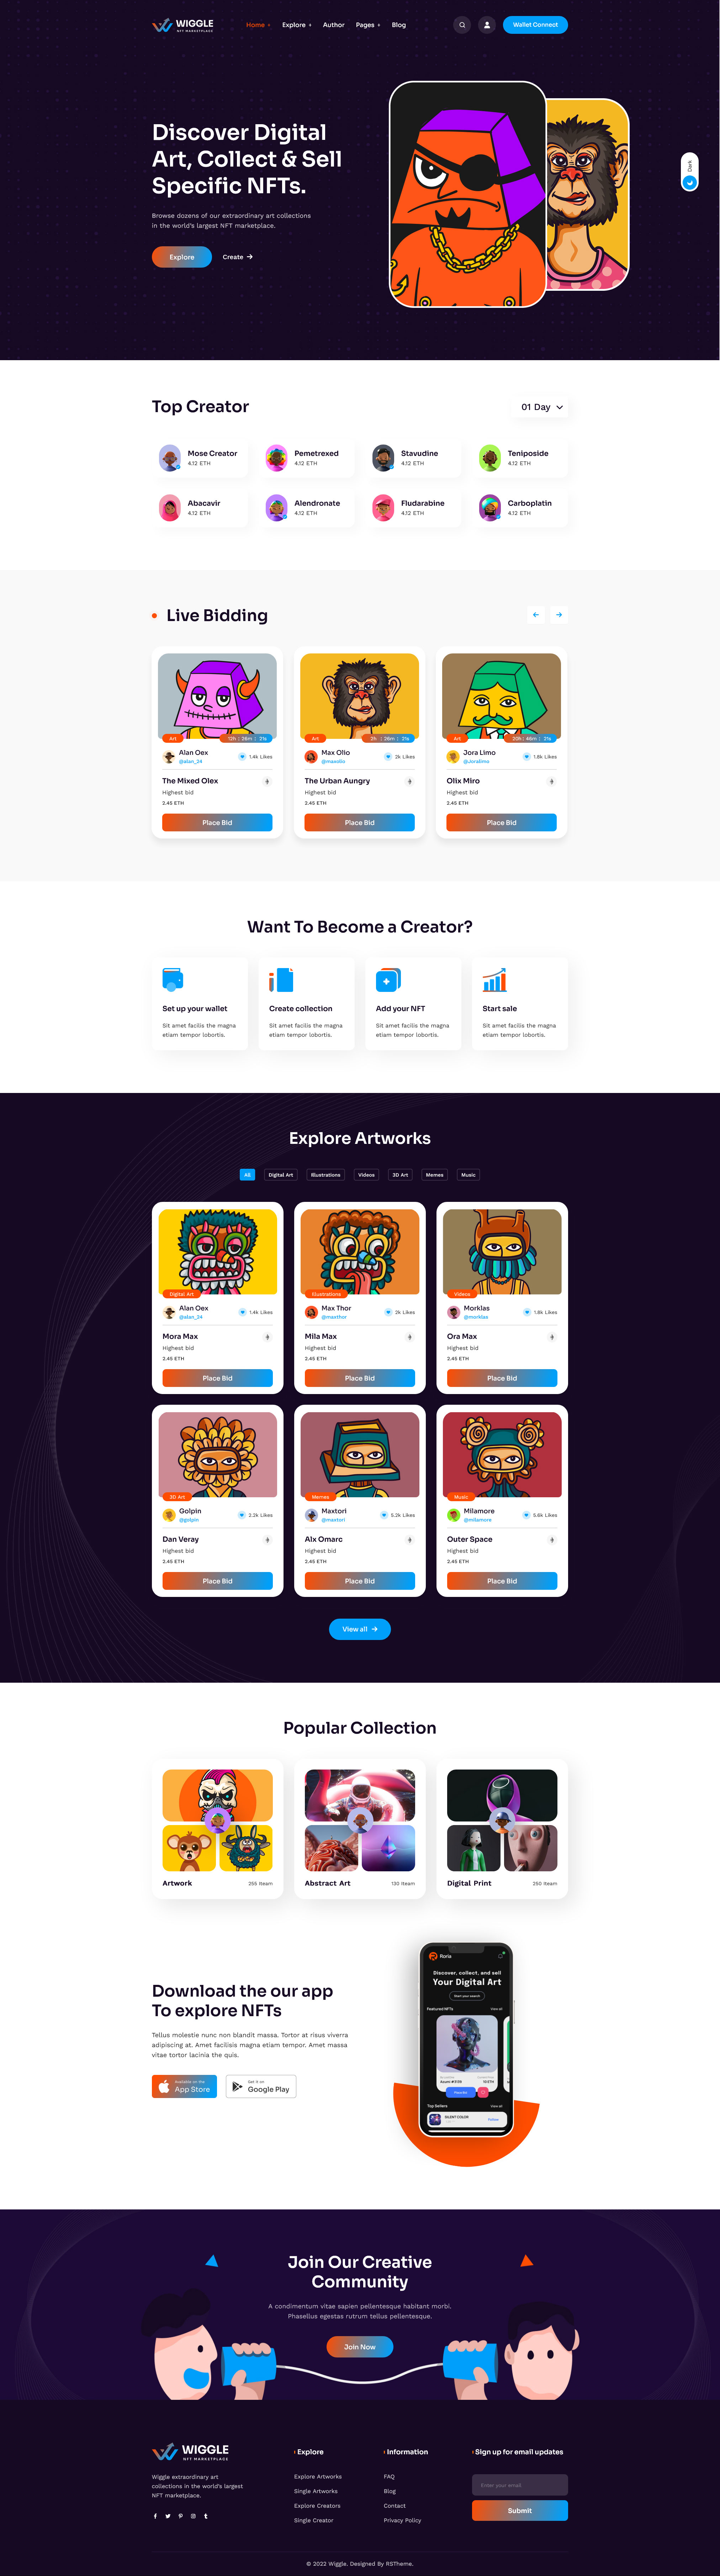 WIGGLE
NFT MARKETPLACE
Home +
Explore +
Author
Pages +
Blog
Wallet Connect
Discover Digital
Art, Collect & Sell
Specific NFTs.
Browse dozens of our extraordinary art collections
in the world's largest NFT marketplace.
Explore
Create
Dark
Top Creator
01 Day
Mose Creator
4.12 ETH
Pemetrexed
4.12 ETH
Stavudine
4.12 ETH
Teniposide
4.12 ETH
Abacavir
4.12 ETH
Alendronate
4.12 ETH
Fludarabine
4.12 ETH
Carboplatin
4.12 ETH
Live Bidding
Art
12h : 26m : 21s
Alan Oex
@alan_24
1.4k Likes
The Mixed Olex
Highest bid
2.45 ETH
Place Bid
Art
2h : 26m : 21s
Max Olio
@maxolio
2k Likes
The Urban Aungry
Highest bid
2.45 ETH
Place Bid
Art
20h : 46m : 21s
Jora Limo
@Joralimo
1.8k Likes
Olix Miro
Highest bid
2.45 ETH
Place Bid
Want To Become a Creator?
Set up your wallet
Sit amet facilis the magna
etiam tempor lobortis.
Create collection
Sit amet facilis the magna
etiam tempor lobortis.
Add your NFT
Sit amet facilis the magna
etiam tempor lobortis.
Start sale
Sit amet facilis the magna
etiam tempor lobortis.
Explore Artworks
All
Digital Art
Illustrations
Videos
3D Art
Memes
Music
Digital Art
Alan Oex
@alan_24
1.4k Likes
Mora Max
Highest bid
2.45 ETH
Place Bid
Illustrations
Max Thor
@maxthor
2k Likes
Mila Max
Highest bid
2.45 ETH
Place Bid
Videos
Morklas
@morklas
1.8k Likes
Ora Max
Highest bid
2.45 ETH
Place Bid
3D Art
Golpin
@golpin
2.2k Likes
Dan Veray
Highest bid
2.45 ETH
Place Bid
Memes
Maxtori
@maxtori
5.2k Likes
Alx Omarc
Highest bid
2.45 ETH
Place Bid
Music
Milamore
@milamore
5.6k Likes
Outer Space
Highest bid
2.45 ETH
Place Bid
View all
Popular Collection
Artwork
255 Iteam
Abstract Art
130 Iteam
Digital Print
250 Iteam
Download the our app
To explore NFTs
Tellus molestie nunc non blandit massa. Tortor at risus viverra
adipiscing at. Amet facilisis magna etiam tempor. Amet massa
vitae tortor lacinia the quis.
Available on the
App Store
Get it on
Google Play
Roria
Discover, collect, and sell
Your Digital Art
Start your search
Featured NFTs
View all
Place Bid
Top Sellers
View all
SILENT COLOR
Follow
Join Our Creative
Community
A condimentum vitae sapien pellentesque habitant morbi.
Phasellus egestas rutrum tellus pellentesque.
Join Now
WIGGLE
NFT MARKETPLACE
Wiggle extraordinary art
collections in the world's largest
NFT marketplace.
Explore
Explore Artworks
Single Artworks
Explore Creators
Single Creator
Information
FAQ
Blog
Contact
Privacy Policy
Sign up for email updates
Enter your email
Submit
© 2022 Wiggle. Designed By RSTheme.